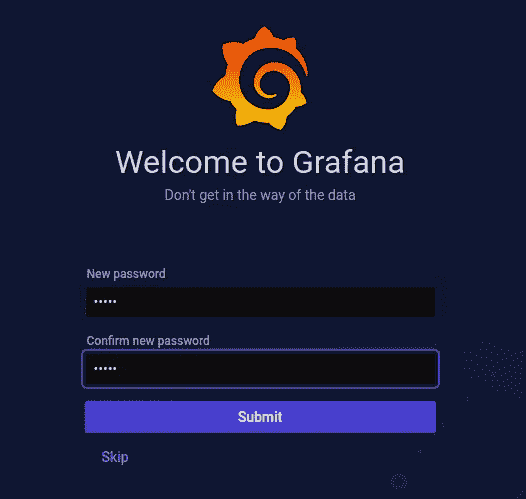 Welcome to Grafana
Don't get in the way of the data
New password
•••••
Confirm new password
•••••
Submit
Skip